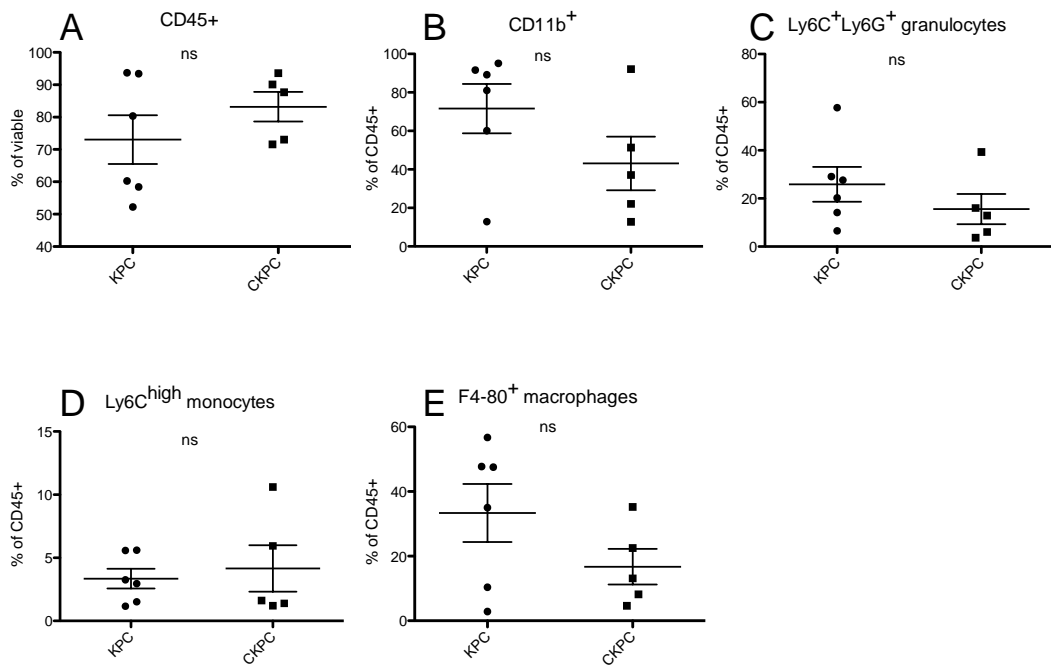 A
CD45+
ns
% of viable
100
90
80
70
60
50
40
KPC
CKPC
B
CD11b⁺
ns
% of CD45+
100
80
60
40
20
0
KPC
CKPC
C
Ly6C⁺Ly6G⁺ granulocytes
ns
% of CD45+
80
60
40
20
0
KPC
CKPC
D
Ly6C^high monocytes
ns
% of CD45+
15
10
5
0
KPC
CKPC
E
F4-80⁺ macrophages
ns
% of CD45+
60
40
20
0
KPC
CKPC